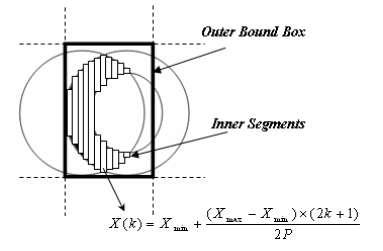 Outer Bound Box
Inner Segments
X(k) = X_min + (X_max − X_min)×(2k + 1) / 2P